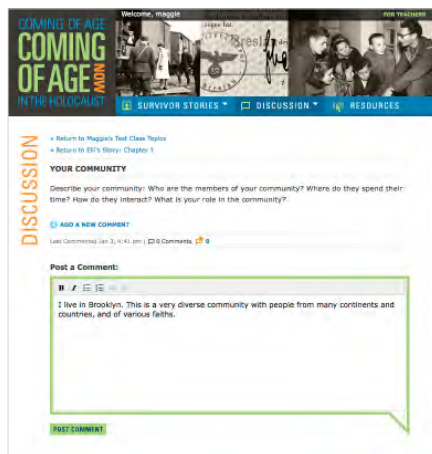 Welcome, maggie
FOR TEACHERS
COMING OF AGE
COMING
OF AGE
NOW
IN THE HOLOCAUST
SURVIVOR STORIES
DISCUSSION
RESOURCES
DISCUSSION
« Return to Maggie's Test Class Topics
« Return to Eli's Story: Chapter 1
YOUR COMMUNITY
Describe your community: Who are the members of your community? Where do they spend their
time? How do they interact? What is your role in the community?
ADD A NEW COMMENT
Last Commented Jan 3, 4:41 pm | 0 Comments, 0
Post a Comment:
B I
I live in Brooklyn. This is a very diverse community with people from many continents and
countries, and of various faiths.
POST COMMENT